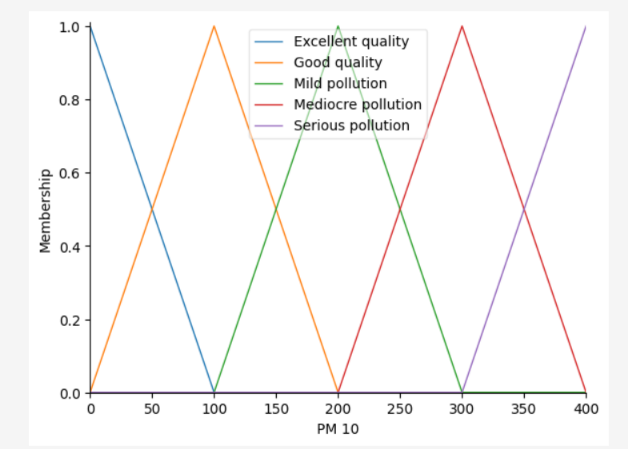 1.0
0.8
0.6
0.4
0.2
0.0
Membership
Excellent quality
Good quality
Mild pollution
Mediocre pollution
Serious pollution
0 50 100 150 200 250 300 350 400
PM 10